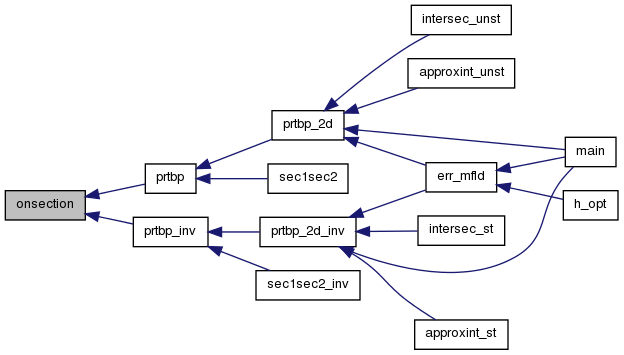 intersec_unst
approxint_unst
prtbp_2d
main
prtbp
sec1sec2
err_mfld
onsection
h_opt
prtbp_inv
prtbp_2d_inv
intersec_st
sec1sec2_inv
approxint_st